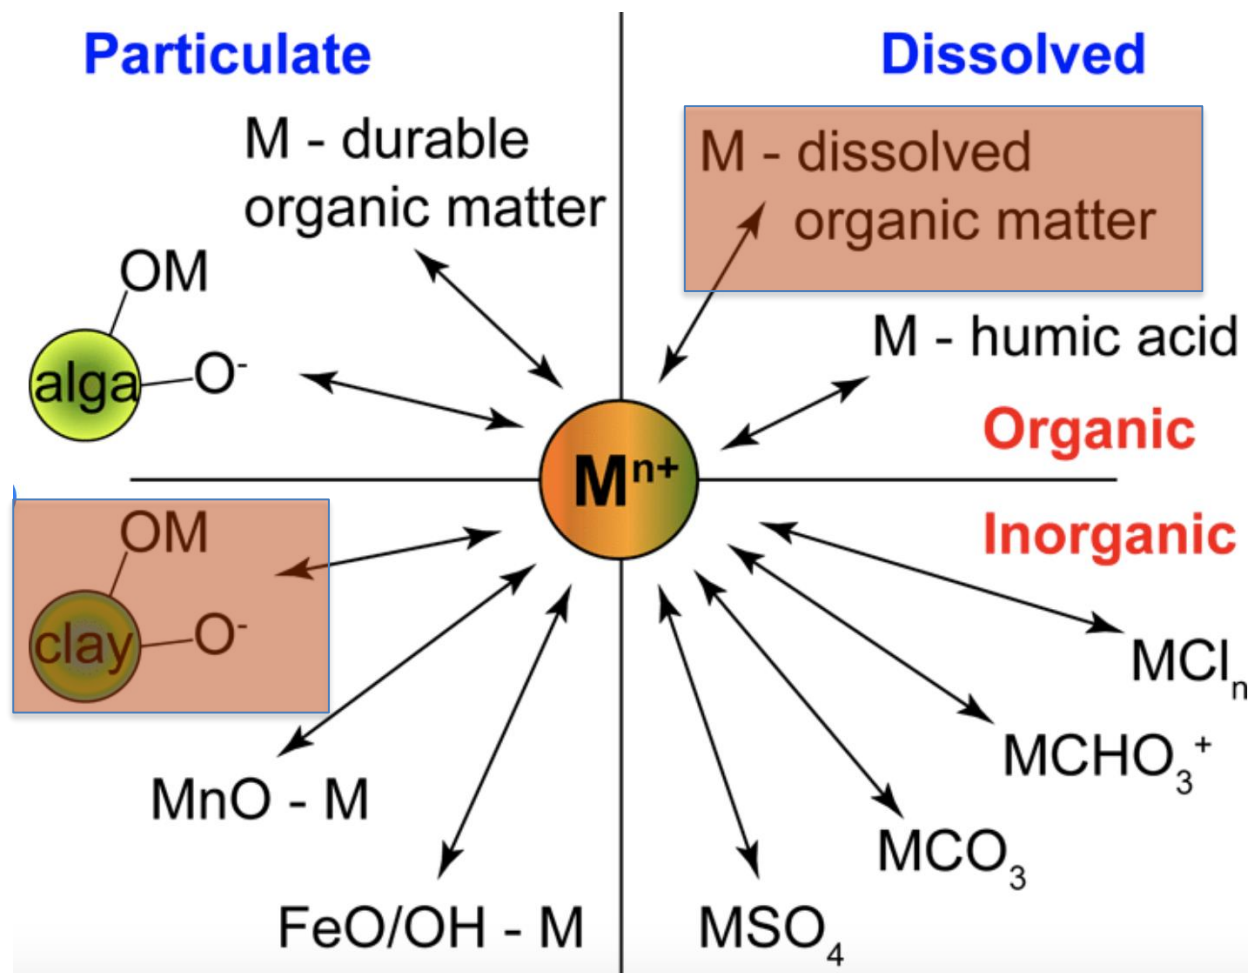 Particulate
Dissolved
M - durable
organic matter
M - dissolved
organic matter
OM
alga
O⁻
M - humic acid
Organic
Mⁿ⁺
Inorganic
OM
clay
O⁻
MClₙ
MCHO₃⁺
MnO - M
MCO₃
FeO/OH - M
MSO₄